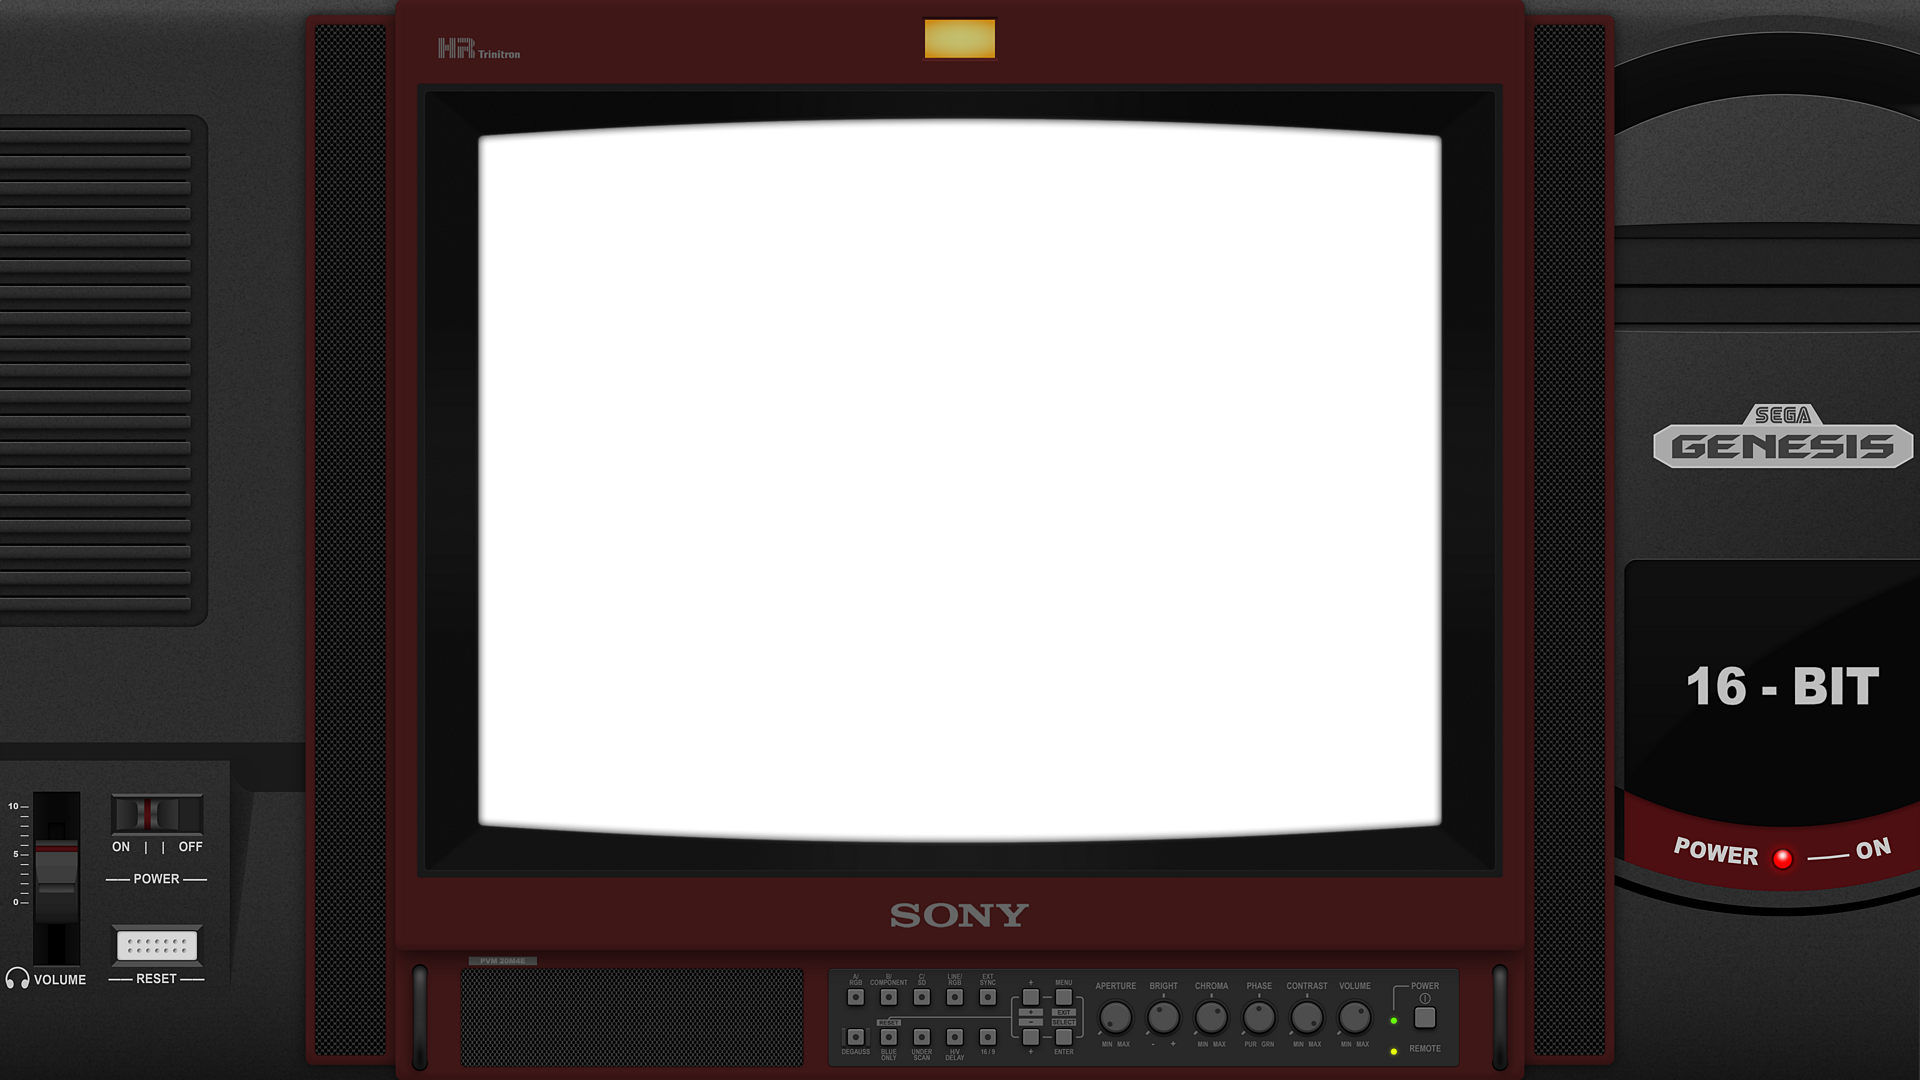 HR Trinitron
SEGA
GENESIS
16 - BIT
POWER ON
10
5
0
VOLUME
ON | | OFF
POWER
RESET
SONY
PVM 20M4E
A/ RGB
B/ COMPONENT
C/ SD
LINE/ RGB
EXT SYNC
+
MENU
RESET
+
EXIT
−
SELECT
DEGAUSS
BLUE ONLY
UNDER SCAN
H/V DELAY
16 / 9
+
ENTER
APERTURE
MIN MAX
BRIGHT
- +
CHROMA
MIN MAX
PHASE
PUR GRN
CONTRAST
MIN MAX
VOLUME
MIN MAX
POWER
REMOTE